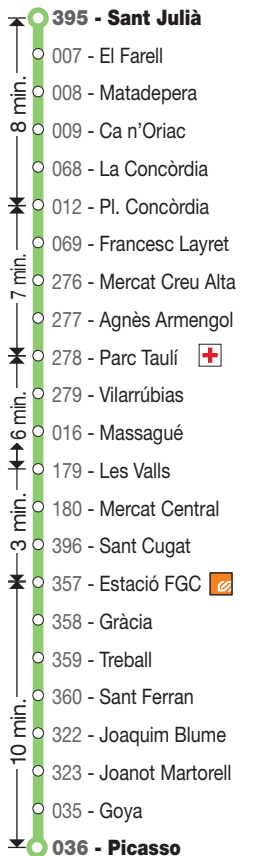 395 - Sant Julià
007 - El Farell
008 - Matadepera
009 - Ca n'Oriac
068 - La Concòrdia
012 - Pl. Concòrdia
069 - Francesc Layret
276 - Mercat Creu Alta
277 - Agnès Armengol
278 - Parc Taulí
279 - Vilarrúbias
016 - Massagué
179 - Les Valls
180 - Mercat Central
396 - Sant Cugat
357 - Estació FGC
358 - Gràcia
359 - Treball
360 - Sant Ferran
322 - Joaquim Blume
323 - Joanot Martorell
035 - Goya
036 - Picasso
8 min.
7 min.
6 min.
3 min.
10 min.